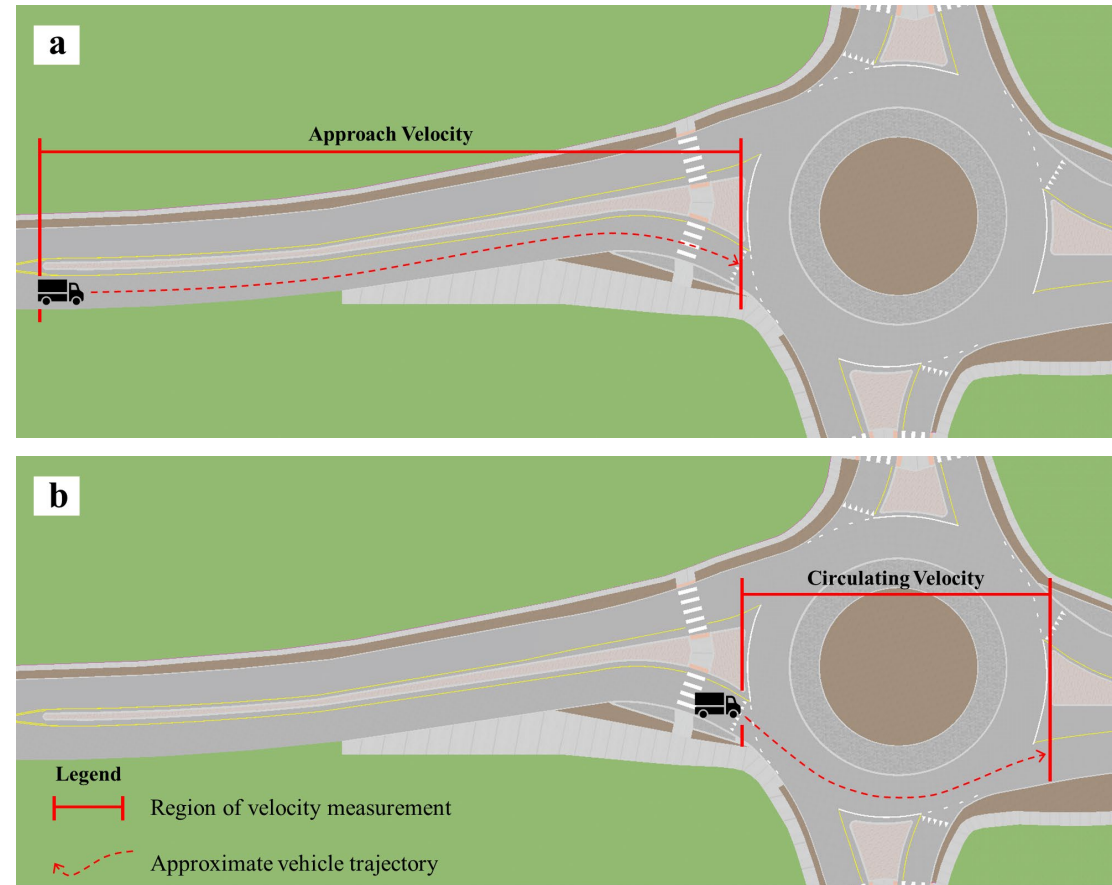 a
Approach Velocity
b
Circulating Velocity
Legend
Region of velocity measurement
Approximate vehicle trajectory